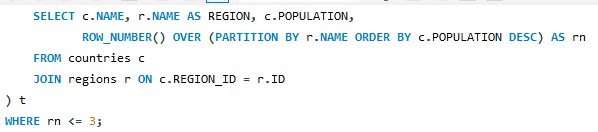 SELECT c.NAME, r.NAME AS REGION, c.POPULATION,
ROW_NUMBER() OVER (PARTITION BY r.NAME ORDER BY c.POPULATION DESC) AS rn
FROM countries c
JOIN regions r ON c.REGION_ID = r.ID
) t
WHERE rn <= 3;